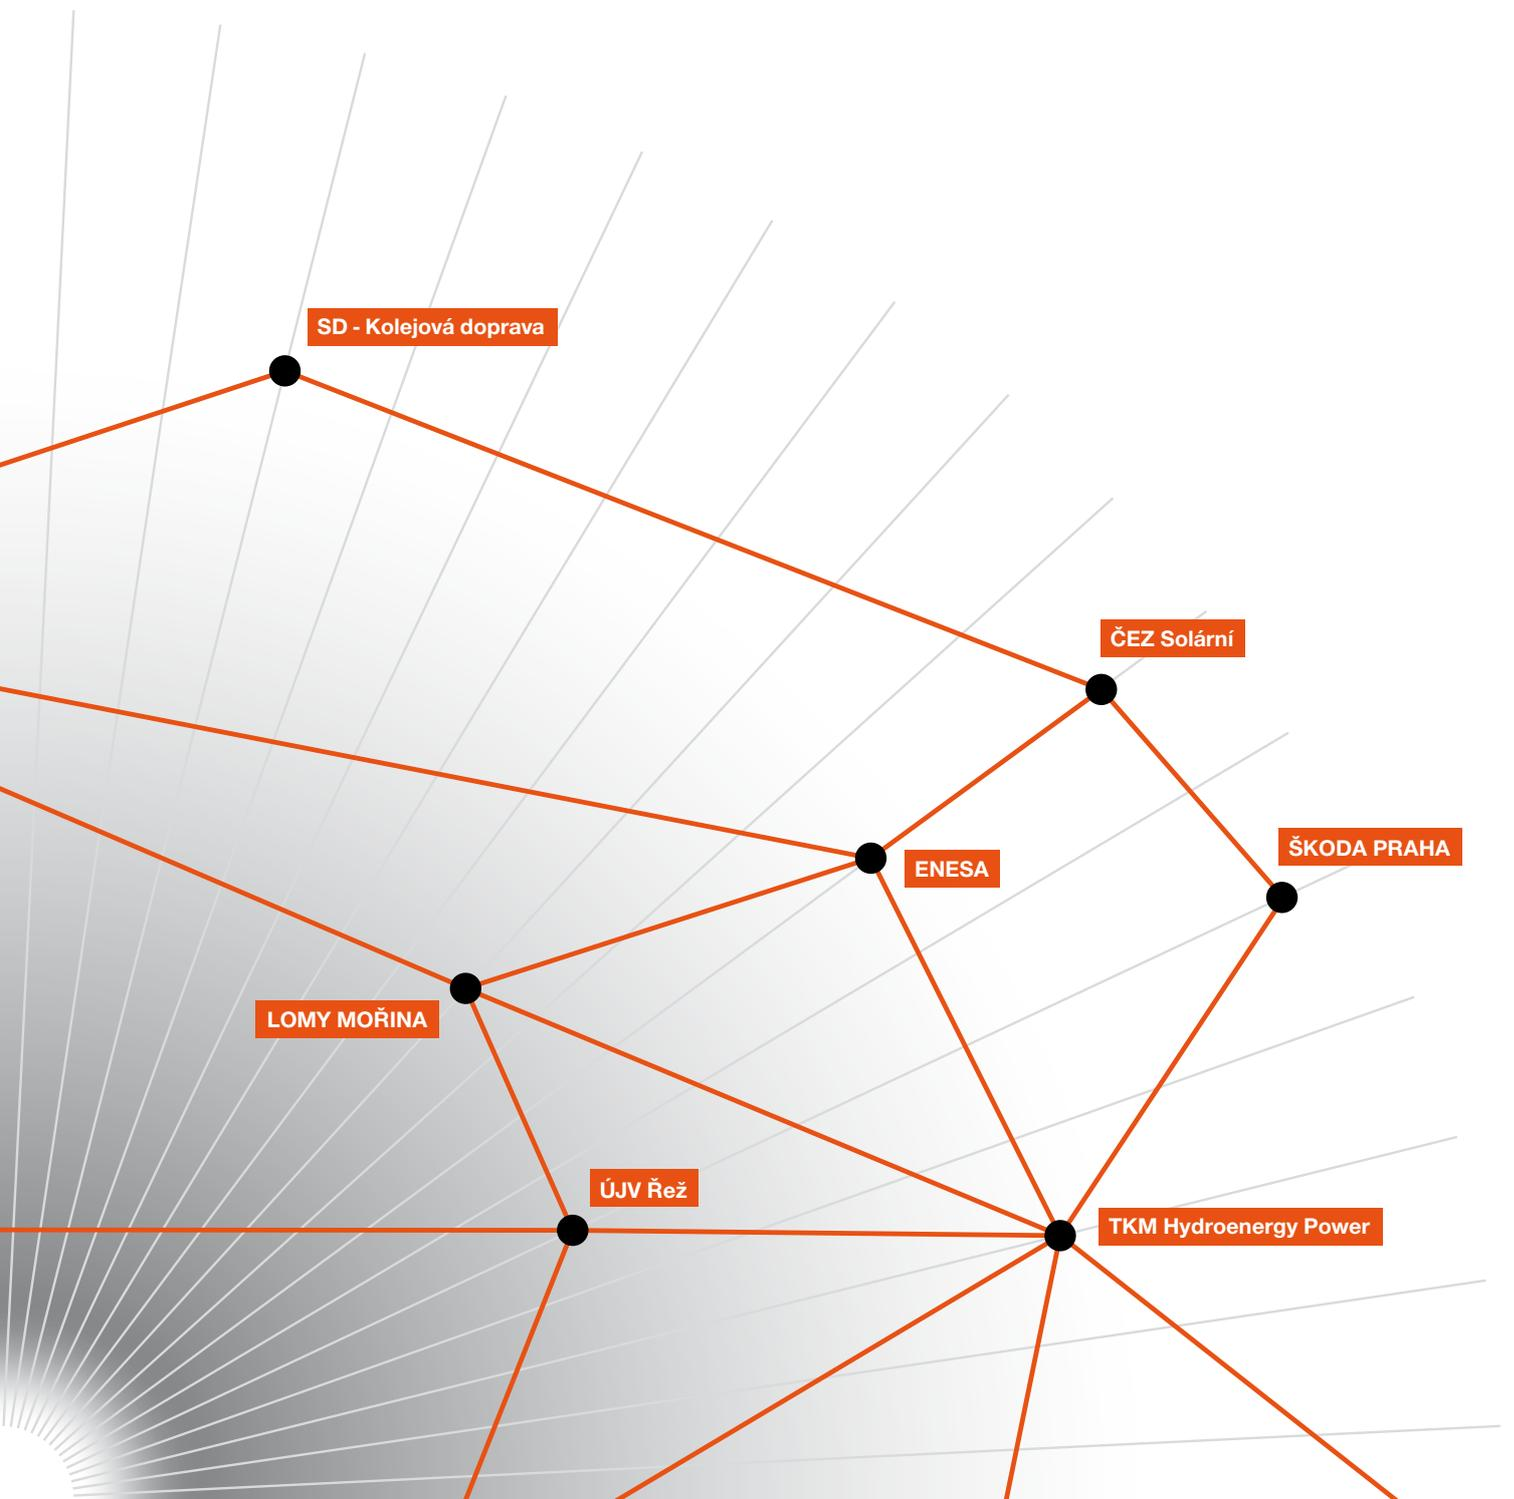 SD - Kolejová doprava
ČEZ Solární
ŠKODA PRAHA
ENESA
LOMY MOŘINA
ÚJV Řež
TKM Hydroenergy Power